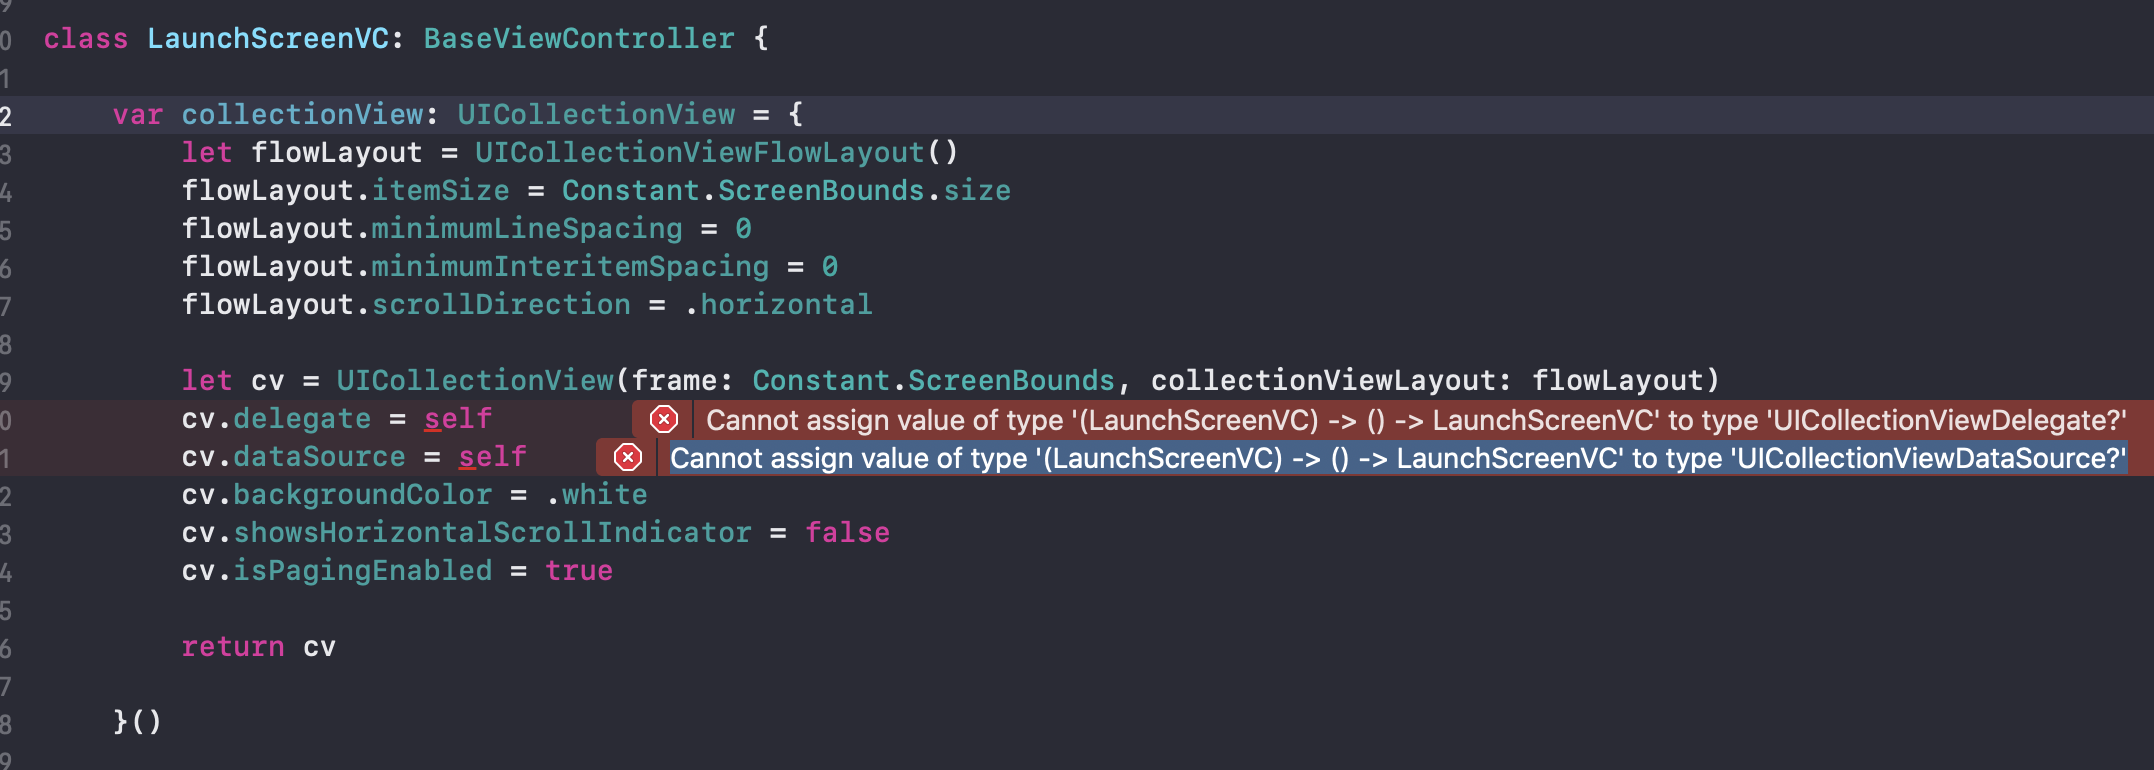 9
0 class LaunchScreenVC: BaseViewController {
1
2 var collectionView: UICollectionView = {
3 let flowLayout = UICollectionViewFlowLayout()
4 flowLayout.itemSize = Constant.ScreenBounds.size
5 flowLayout.minimumLineSpacing = 0
6 flowLayout.minimumInteritemSpacing = 0
7 flowLayout.scrollDirection = .horizontal
8
9 let cv = UICollectionView(frame: Constant.ScreenBounds, collectionViewLayout: flowLayout)
0 cv.delegate = self Cannot assign value of type '(LaunchScreenVC) -> () -> LaunchScreenVC' to type 'UICollectionViewDelegate?'
1 cv.dataSource = self Cannot assign value of type '(LaunchScreenVC) -> () -> LaunchScreenVC' to type 'UICollectionViewDataSource?'
2 cv.backgroundColor = .white
3 cv.showsHorizontalScrollIndicator = false
4 cv.isPagingEnabled = true
5
6 return cv
7
8 }()
9